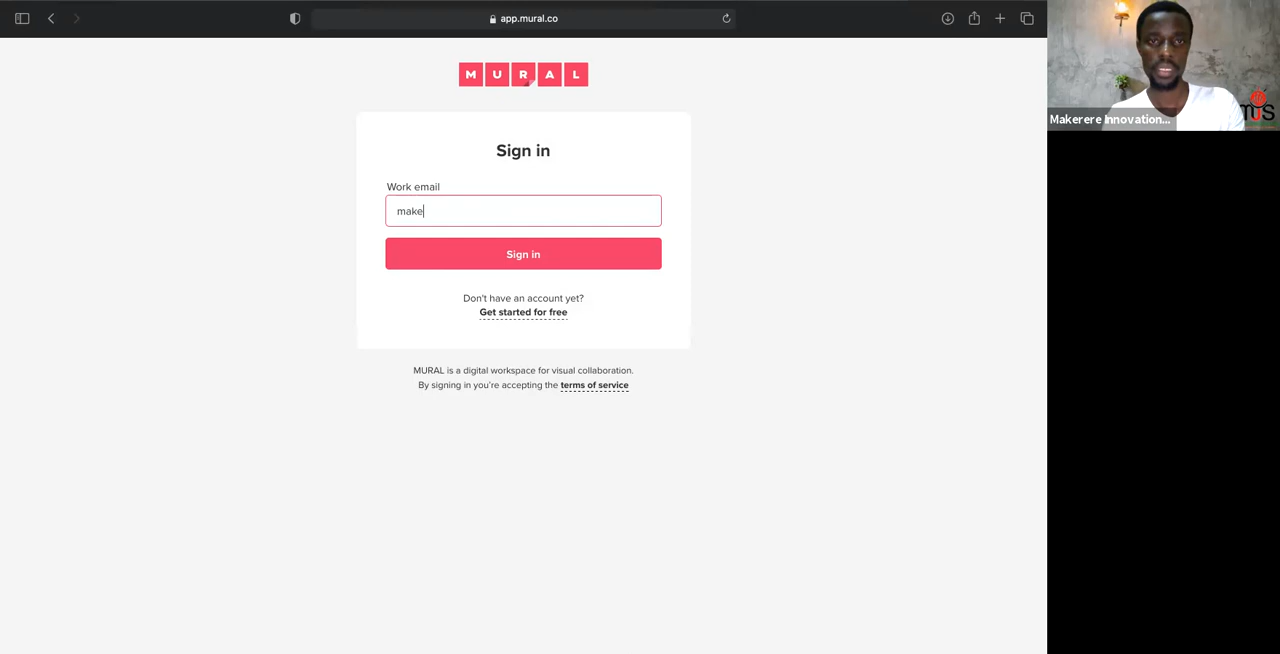 app.mural.co
MURAL
Sign in
Work email
make
Sign in
Don't have an account yet?
Get started for free
MURAL is a digital workspace for visual collaboration.
By signing in you're accepting the terms of service
Makerere Innovation...